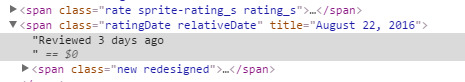 ▶<span class="rate sprite-rating_s rating_s">…</span>
▼<span class="ratingDate relativeDate" title="August 22, 2016">
"Reviewed 3 days ago
" == $0
▶<span class="new redesigned">…</span>